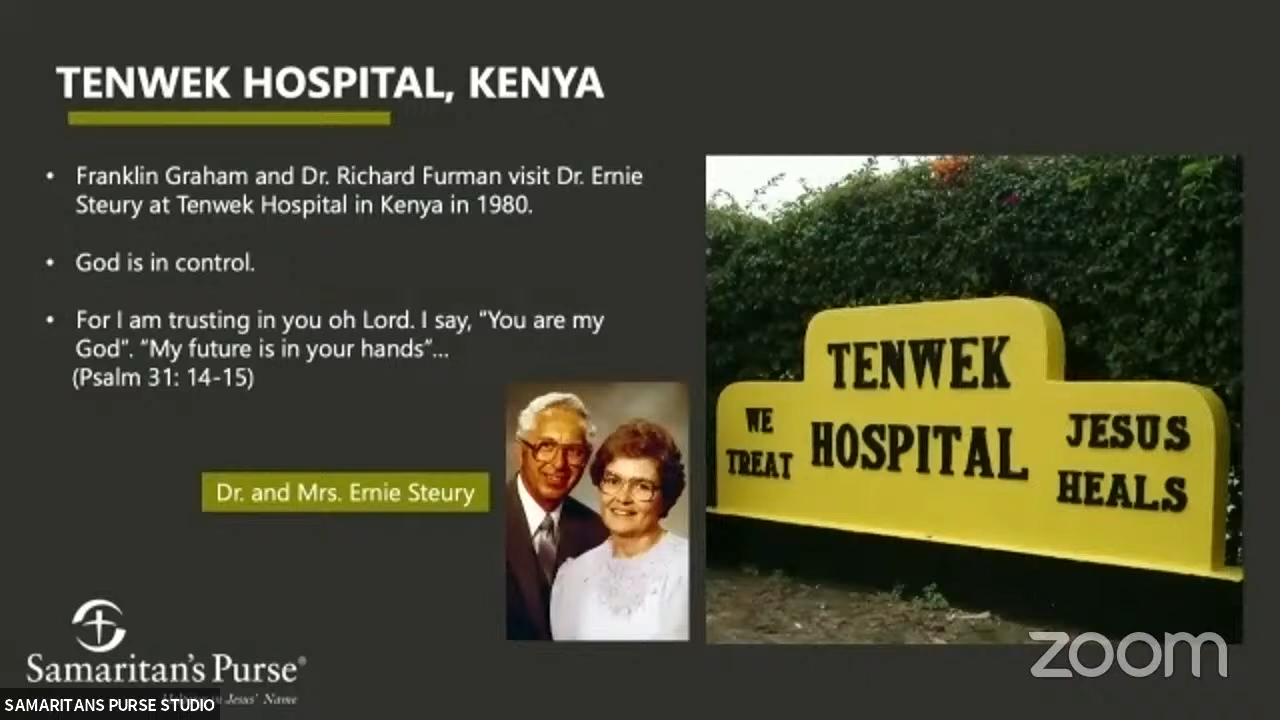 TENWEK HOSPITAL, KENYA
• Franklin Graham and Dr. Richard Furman visit Dr. Ernie
Steury at Tenwek Hospital in Kenya in 1980.
• God is in control.
• For I am trusting in you oh Lord. I say, “You are my
God”. “My future is in your hands”...
(Psalm 31: 14-15)
Dr. and Mrs. Ernie Steury
TENWEK
HOSPITAL
WE
TREAT
JESUS
HEALS
Samaritan's Purse®
Jesus' Name
SAMARITANS PURSE STUDIO
zoom